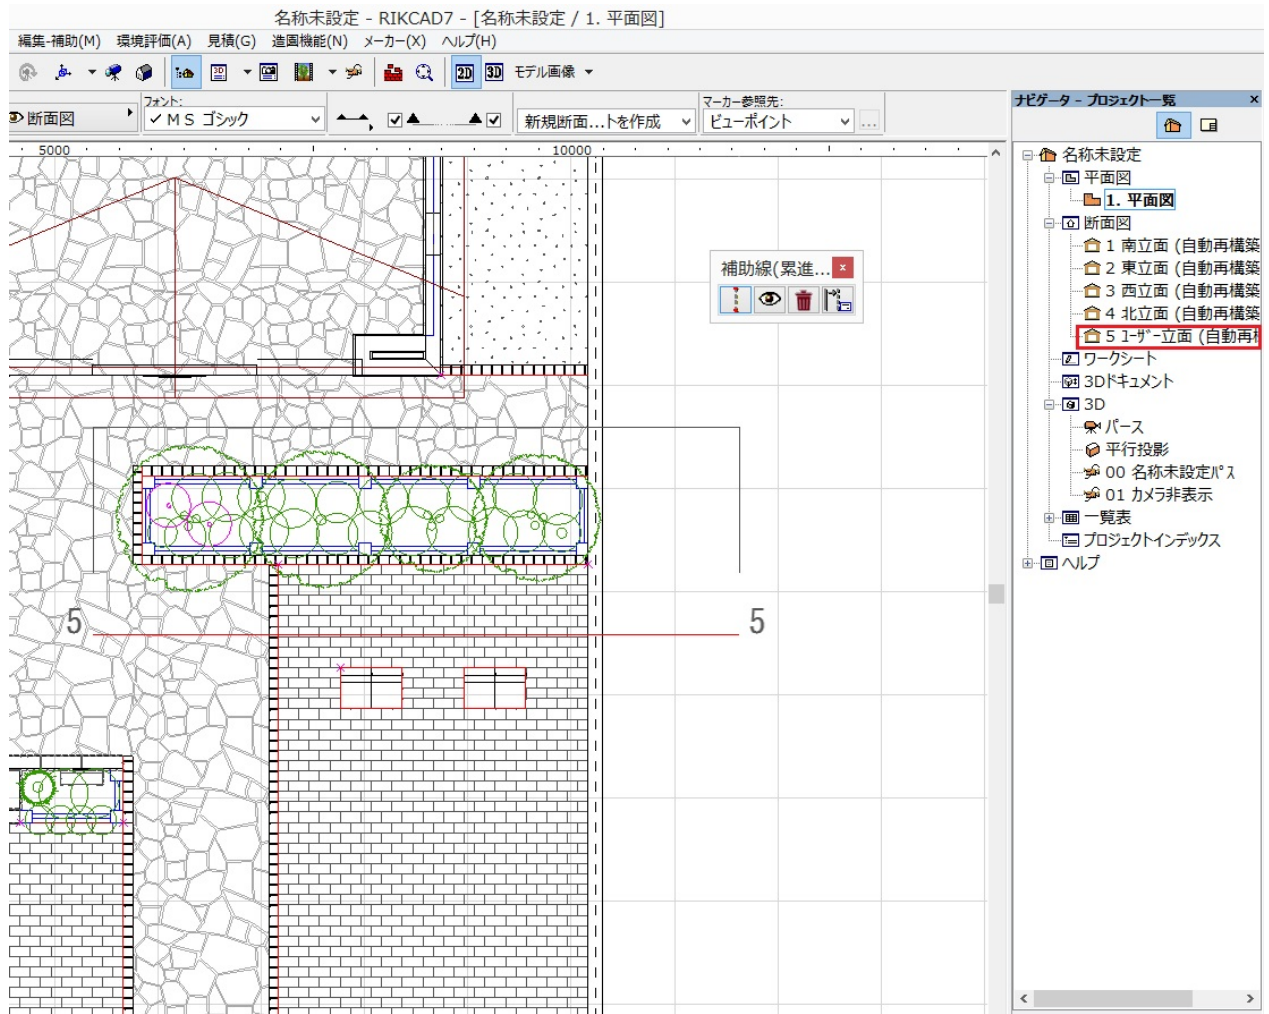 名称未設定 - RIKCAD7 - [名称未設定 / 1. 平面図]
編集-補助(M) 環境評価(A) 見積(G) 造園機能(N) メーカー(X) ヘルプ(H)
2D 3D モデル画像
断面図
フォント:
MS ゴシック
新規断面...トを作成
マーカー参照先:
ビューポイント
...
5000
10000
補助線(累進...
5
5
ナビゲータ - プロジェクト一覧
名称未設定
平面図
1. 平面図
断面図
1 南立面 (自動再構築
2 東立面 (自動再構築
3 西立面 (自動再構築
4 北立面 (自動再構築
5 ﾕｰｻﾞｰ立面 (自動再構
ワークシート
3Dドキュメント
3D
パース
平行投影
00 名称未設定ﾊﾟｽ
01 カメラ非表示
一覧表
プロジェクトインデックス
ヘルプ